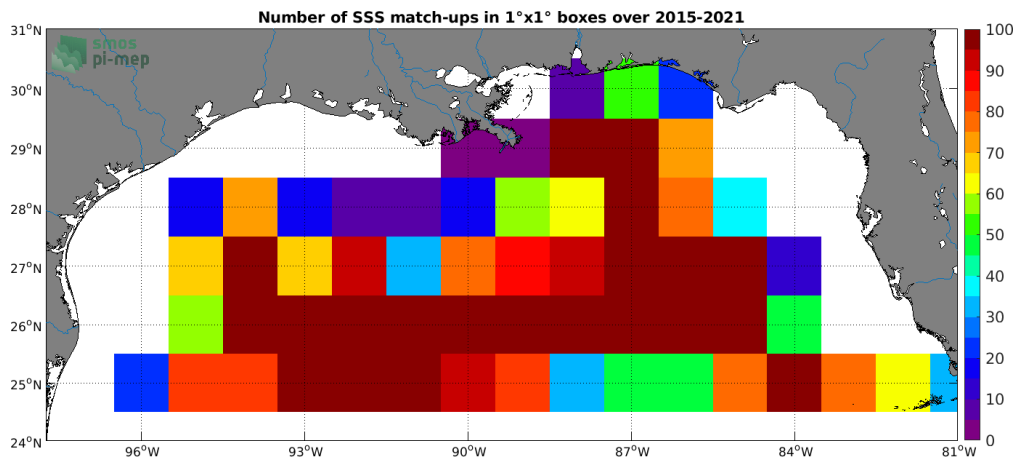 Number of SSS match-ups in 1°x1° boxes over 2015-2021
smos
pi-mep
31°N
30°N
29°N
28°N
27°N
26°N
25°N
24°N
96°W 93°W 90°W 87°W 84°W 81°W
100
90
80
70
60
50
40
30
20
10
0